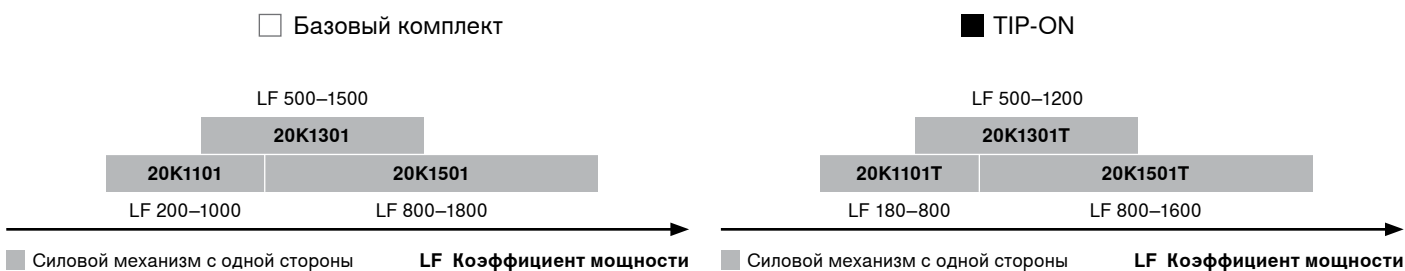 Базовый комплект
LF 500–1500
20K1301
20K1101
20K1501
LF 200–1000
LF 800–1800
Силовой механизм с одной стороны
LF Коэффициент мощности
TIP-ON
LF 500–1200
20K1301T
20K1101T
20K1501T
LF 180–800
LF 800–1600
Силовой механизм с одной стороны
LF Коэффициент мощности